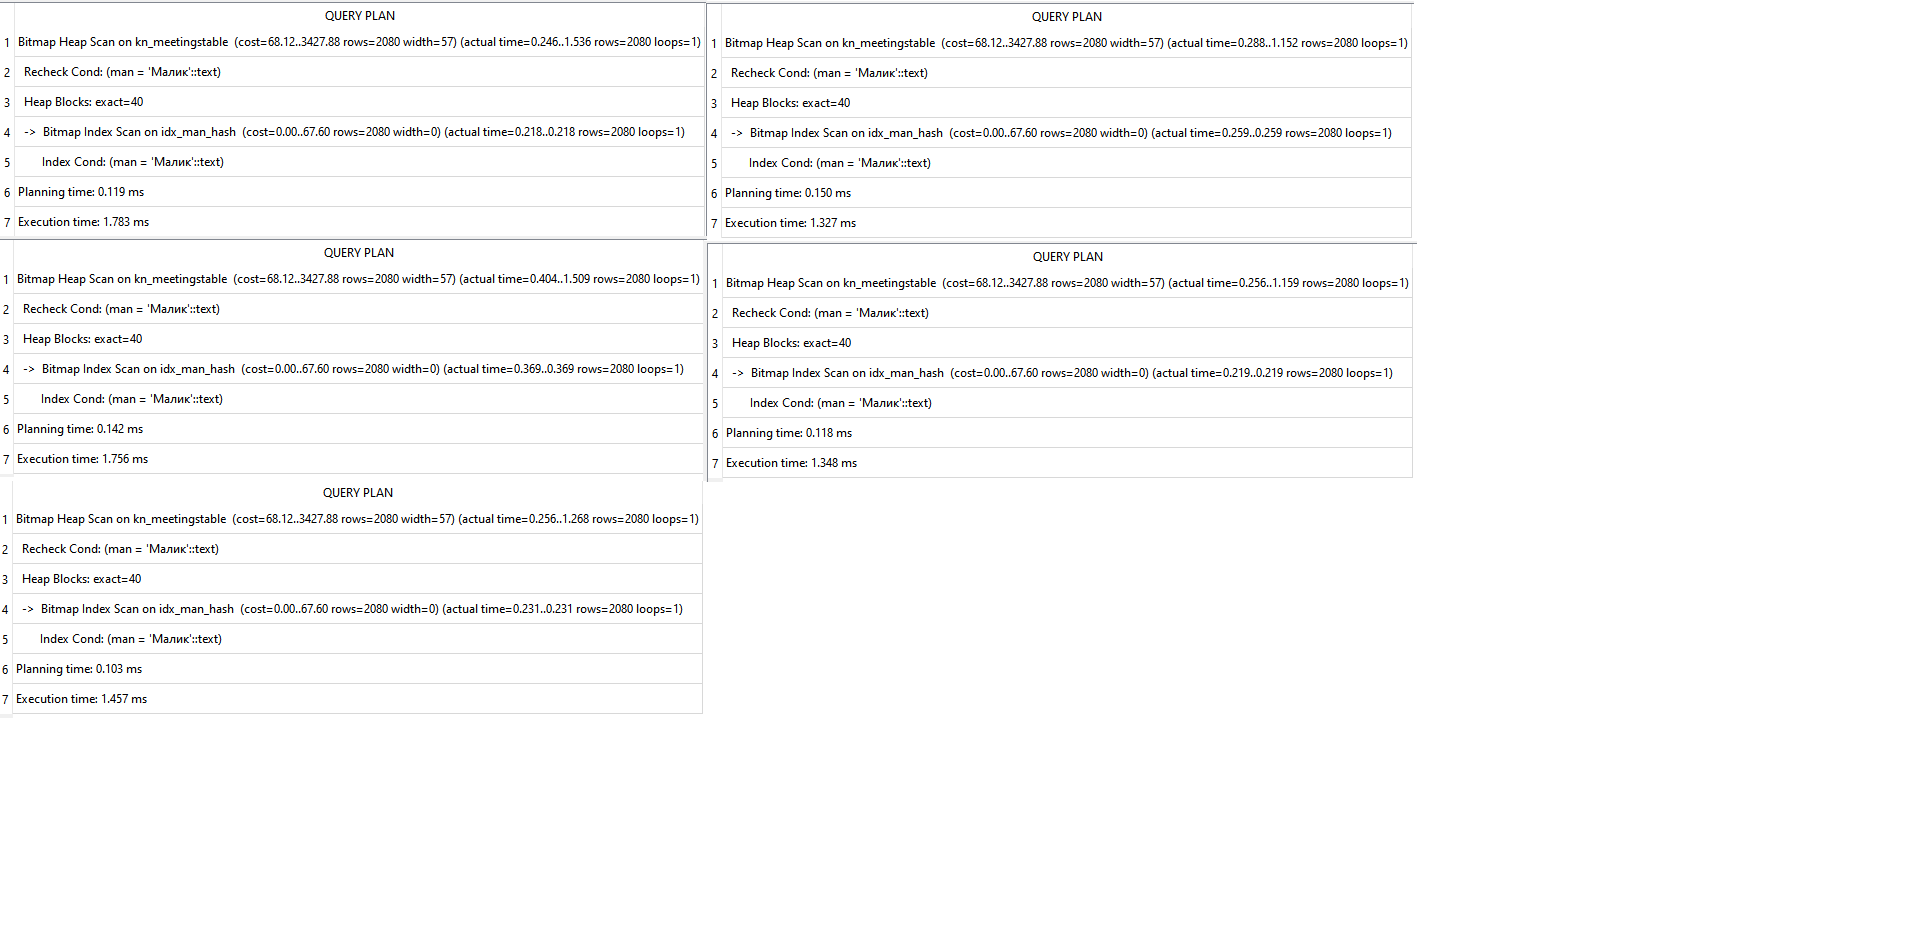 QUERY PLAN
1 Bitmap Heap Scan on kn_meetingstable (cost=68.12..3427.88 rows=2080 width=57) (actual time=0.246..1.536 rows=2080 loops=1)
2 Recheck Cond: (man = 'Малик'::text)
3 Heap Blocks: exact=40
4 -> Bitmap Index Scan on idx_man_hash (cost=0.00..67.60 rows=2080 width=0) (actual time=0.218..0.218 rows=2080 loops=1)
5 Index Cond: (man = 'Малик'::text)
6 Planning time: 0.119 ms
7 Execution time: 1.783 ms
QUERY PLAN
1 Bitmap Heap Scan on kn_meetingstable (cost=68.12..3427.88 rows=2080 width=57) (actual time=0.288..1.152 rows=2080 loops=1)
2 Recheck Cond: (man = 'Малик'::text)
3 Heap Blocks: exact=40
4 -> Bitmap Index Scan on idx_man_hash (cost=0.00..67.60 rows=2080 width=0) (actual time=0.259..0.259 rows=2080 loops=1)
5 Index Cond: (man = 'Малик'::text)
6 Planning time: 0.150 ms
7 Execution time: 1.327 ms
QUERY PLAN
1 Bitmap Heap Scan on kn_meetingstable (cost=68.12..3427.88 rows=2080 width=57) (actual time=0.404..1.509 rows=2080 loops=1)
2 Recheck Cond: (man = 'Малик'::text)
3 Heap Blocks: exact=40
4 -> Bitmap Index Scan on idx_man_hash (cost=0.00..67.60 rows=2080 width=0) (actual time=0.369..0.369 rows=2080 loops=1)
5 Index Cond: (man = 'Малик'::text)
6 Planning time: 0.142 ms
7 Execution time: 1.756 ms
QUERY PLAN
1 Bitmap Heap Scan on kn_meetingstable (cost=68.12..3427.88 rows=2080 width=57) (actual time=0.256..1.159 rows=2080 loops=1)
2 Recheck Cond: (man = 'Малик'::text)
3 Heap Blocks: exact=40
4 -> Bitmap Index Scan on idx_man_hash (cost=0.00..67.60 rows=2080 width=0) (actual time=0.219..0.219 rows=2080 loops=1)
5 Index Cond: (man = 'Малик'::text)
6 Planning time: 0.118 ms
7 Execution time: 1.348 ms
QUERY PLAN
1 Bitmap Heap Scan on kn_meetingstable (cost=68.12..3427.88 rows=2080 width=57) (actual time=0.256..1.268 rows=2080 loops=1)
2 Recheck Cond: (man = 'Малик'::text)
3 Heap Blocks: exact=40
4 -> Bitmap Index Scan on idx_man_hash (cost=0.00..67.60 rows=2080 width=0) (actual time=0.231..0.231 rows=2080 loops=1)
5 Index Cond: (man = 'Малик'::text)
6 Planning time: 0.103 ms
7 Execution time: 1.457 ms